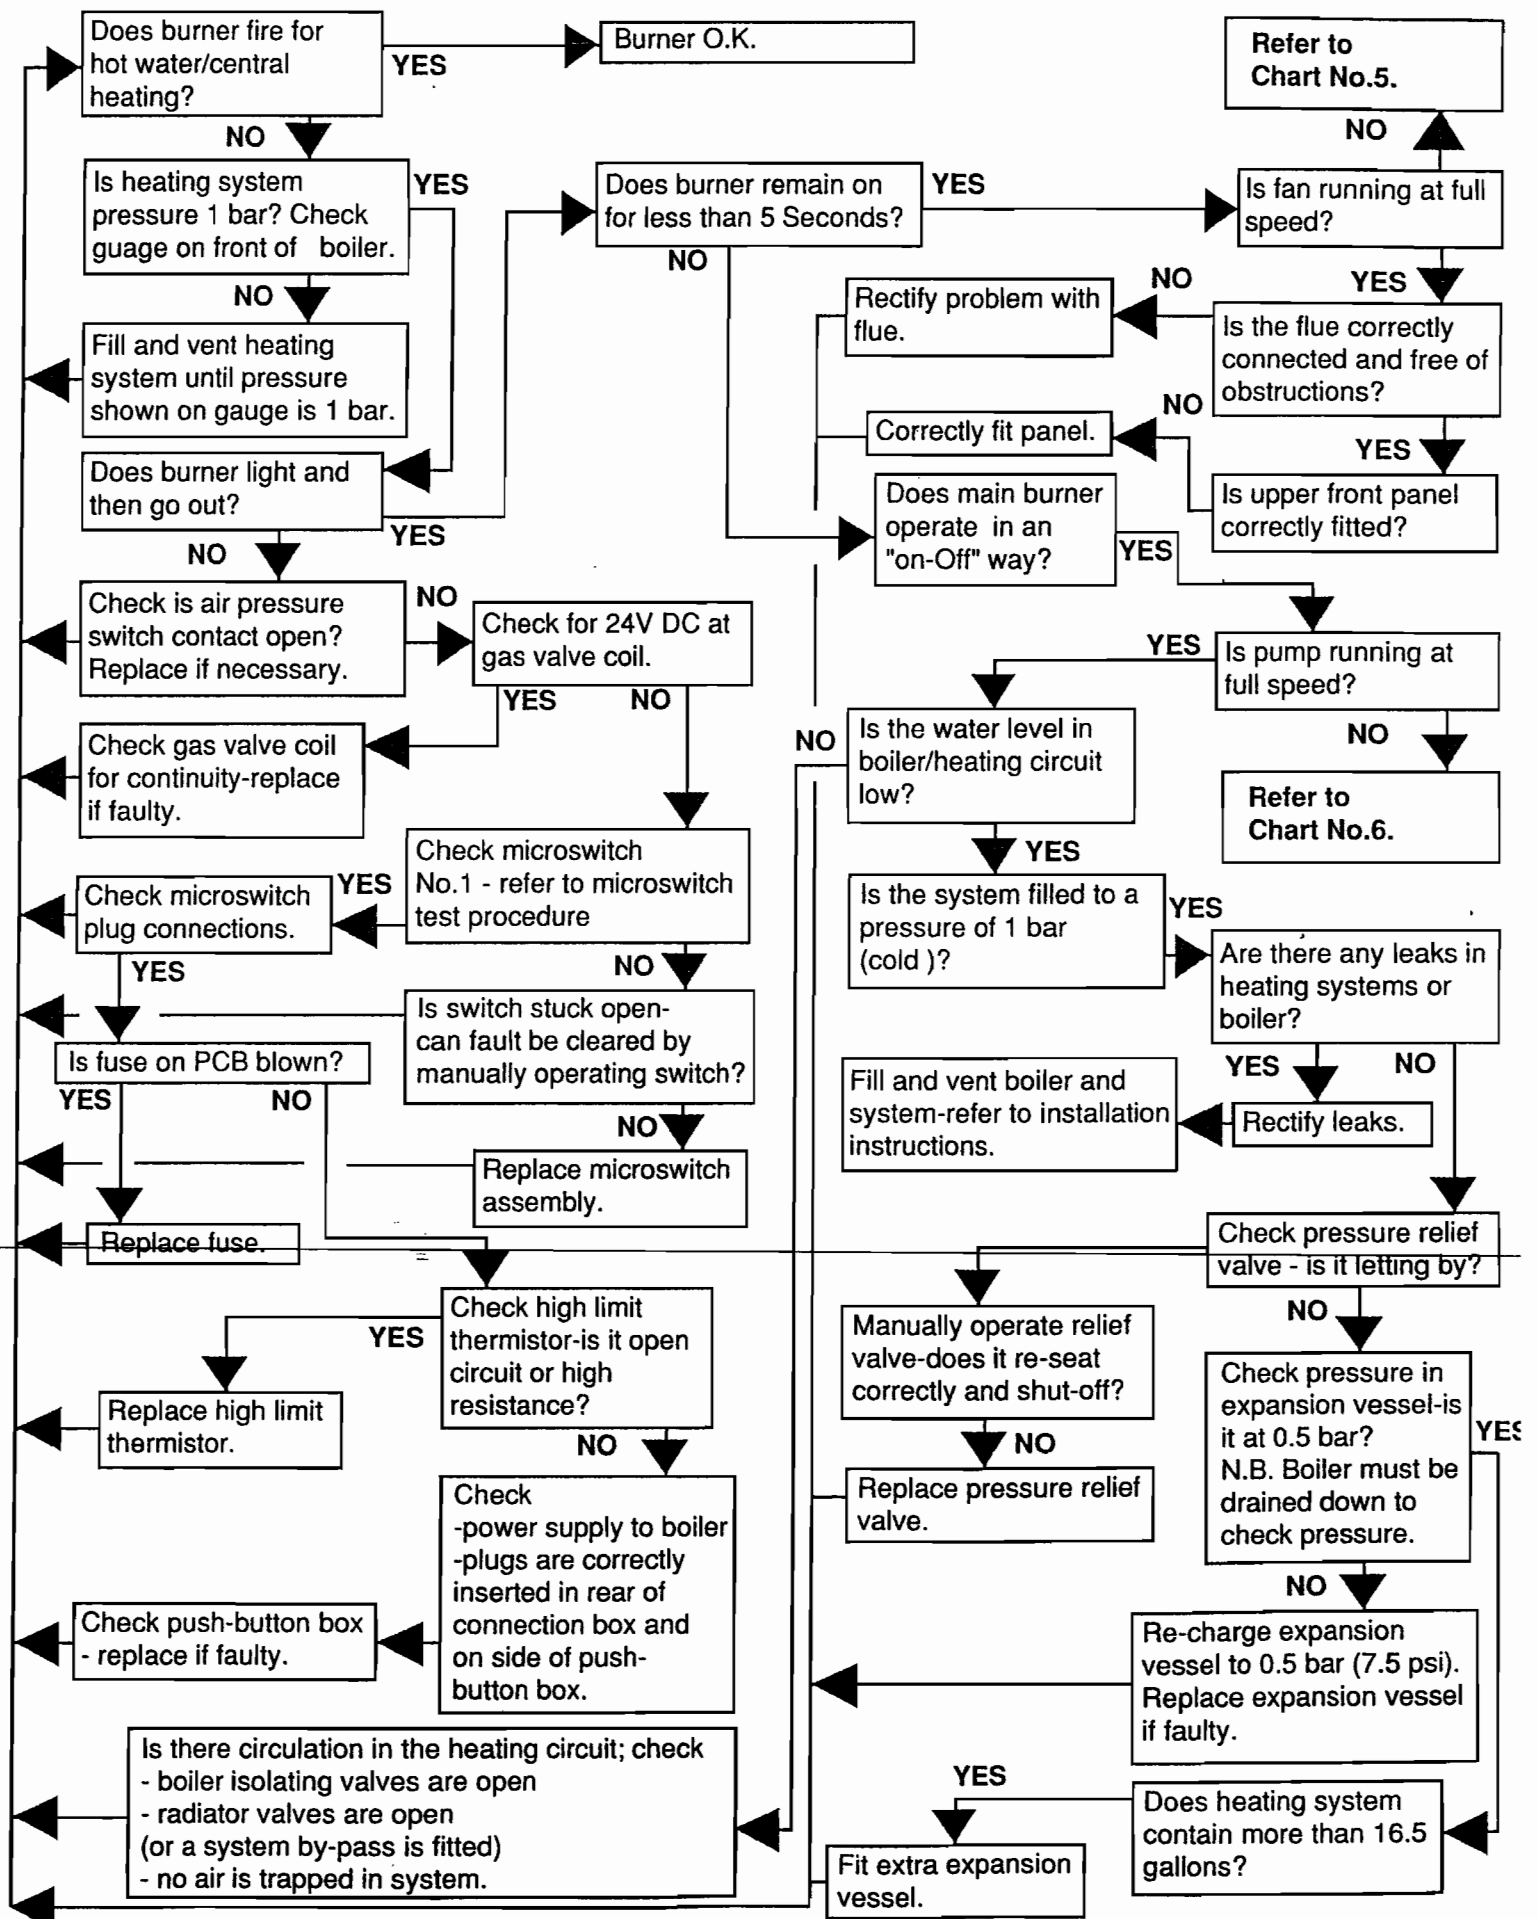 Does burner fire for
hot water/central
heating?
YES
Burner O.K.
Refer to
Chart No.5.
NO
NO
Is heating system
pressure 1 bar? Check
guage on front of boiler.
YES
Does burner remain on
for less than 5 Seconds?
YES
Is fan running at full
speed?
NO
NO
YES
Fill and vent heating
system until pressure
shown on gauge is 1 bar.
Rectify problem with
flue.
NO
Is the flue correctly
connected and free of
obstructions?
Correctly fit panel.
NO
YES
Does burner light and
then go out?
YES
NO
Does main burner
operate in an
"on-Off" way?
YES
Is upper front panel
correctly fitted?
Check is air pressure
switch contact open?
Replace if necessary.
NO
Check for 24V DC at
gas valve coil.
YES
NO
YES
Is pump running at
full speed?
NO
Check gas valve coil
for continuity-replace
if faulty.
NO
Is the water level in
boiler/heating circuit
low?
YES
Refer to
Chart No.6.
Check microswitch
No.1 - refer to microswitch
test procedure
YES
Check microswitch
plug connections.
YES
NO
Is the system filled to a
pressure of 1 bar
(cold )?
YES
Are there any leaks in
heating systems or
boiler?
YES
NO
Is switch stuck open-
can fault be cleared by
manually operating switch?
NO
Is fuse on PCB blown?
YES
NO
Fill and vent boiler and
system-refer to installation
instructions.
Rectify leaks.
Replace microswitch
assembly.
Replace fuse.
Check pressure relief
valve - is it letting by?
NO
Check high limit
thermistor-is it open
circuit or high
resistance?
YES
NO
Replace high limit
thermistor.
Manually operate relief
valve-does it re-seat
correctly and shut-off?
NO
Replace pressure relief
valve.
Check pressure in
expansion vessel-is
it at 0.5 bar?
N.B. Boiler must be
drained down to
check pressure.
YES
NO
Check
-power supply to boiler
-plugs are correctly
inserted in rear of
connection box and
on side of push-
button box.
Check push-button box
- replace if faulty.
Re-charge expansion
vessel to 0.5 bar (7.5 psi).
Replace expansion vessel
if faulty.
Is there circulation in the heating circuit; check
- boiler isolating valves are open
- radiator valves are open
(or a system by-pass is fitted)
- no air is trapped in system.
YES
Does heating system
contain more than 16.5
gallons?
Fit extra expansion
vessel.